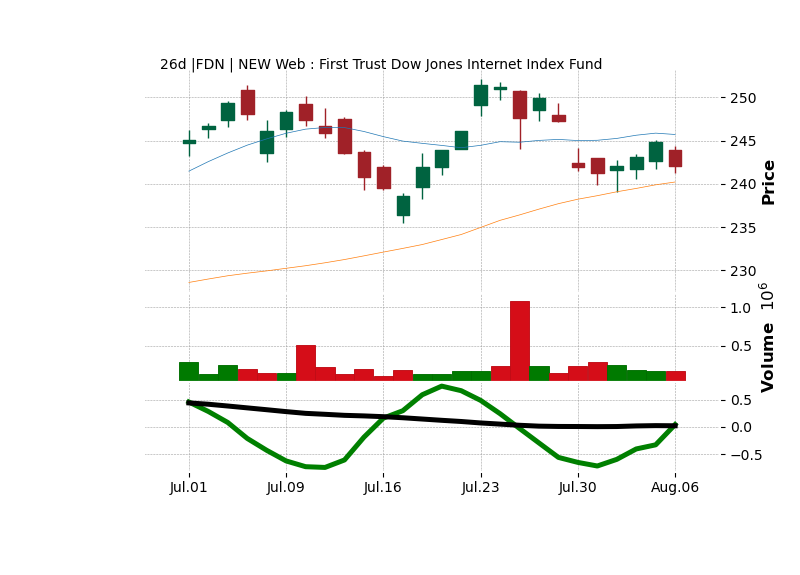 26d |FDN | NEW Web : First Trust Dow Jones Internet Index Fund
250
245
240
235
230
Price
1.0
0.5
Volume 10^6
0.5
0.0
−0.5
Jul.01 Jul.09 Jul.16 Jul.23 Jul.30 Aug.06